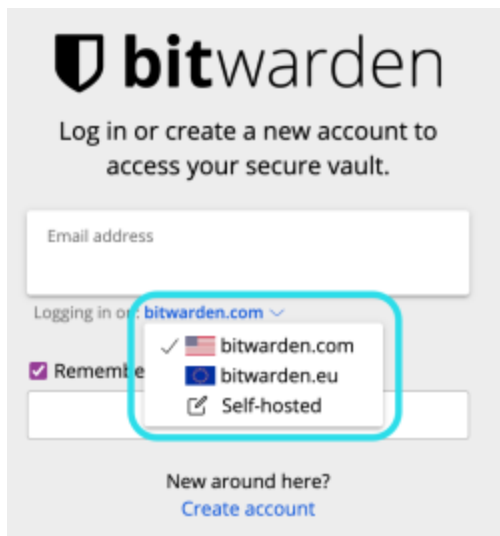 bitwarden
Log in or create a new account to
access your secure vault.
Email address
Logging in on: bitwarden.com
bitwarden.com
bitwarden.eu
Self-hosted
Remembe
New around here?
Create account